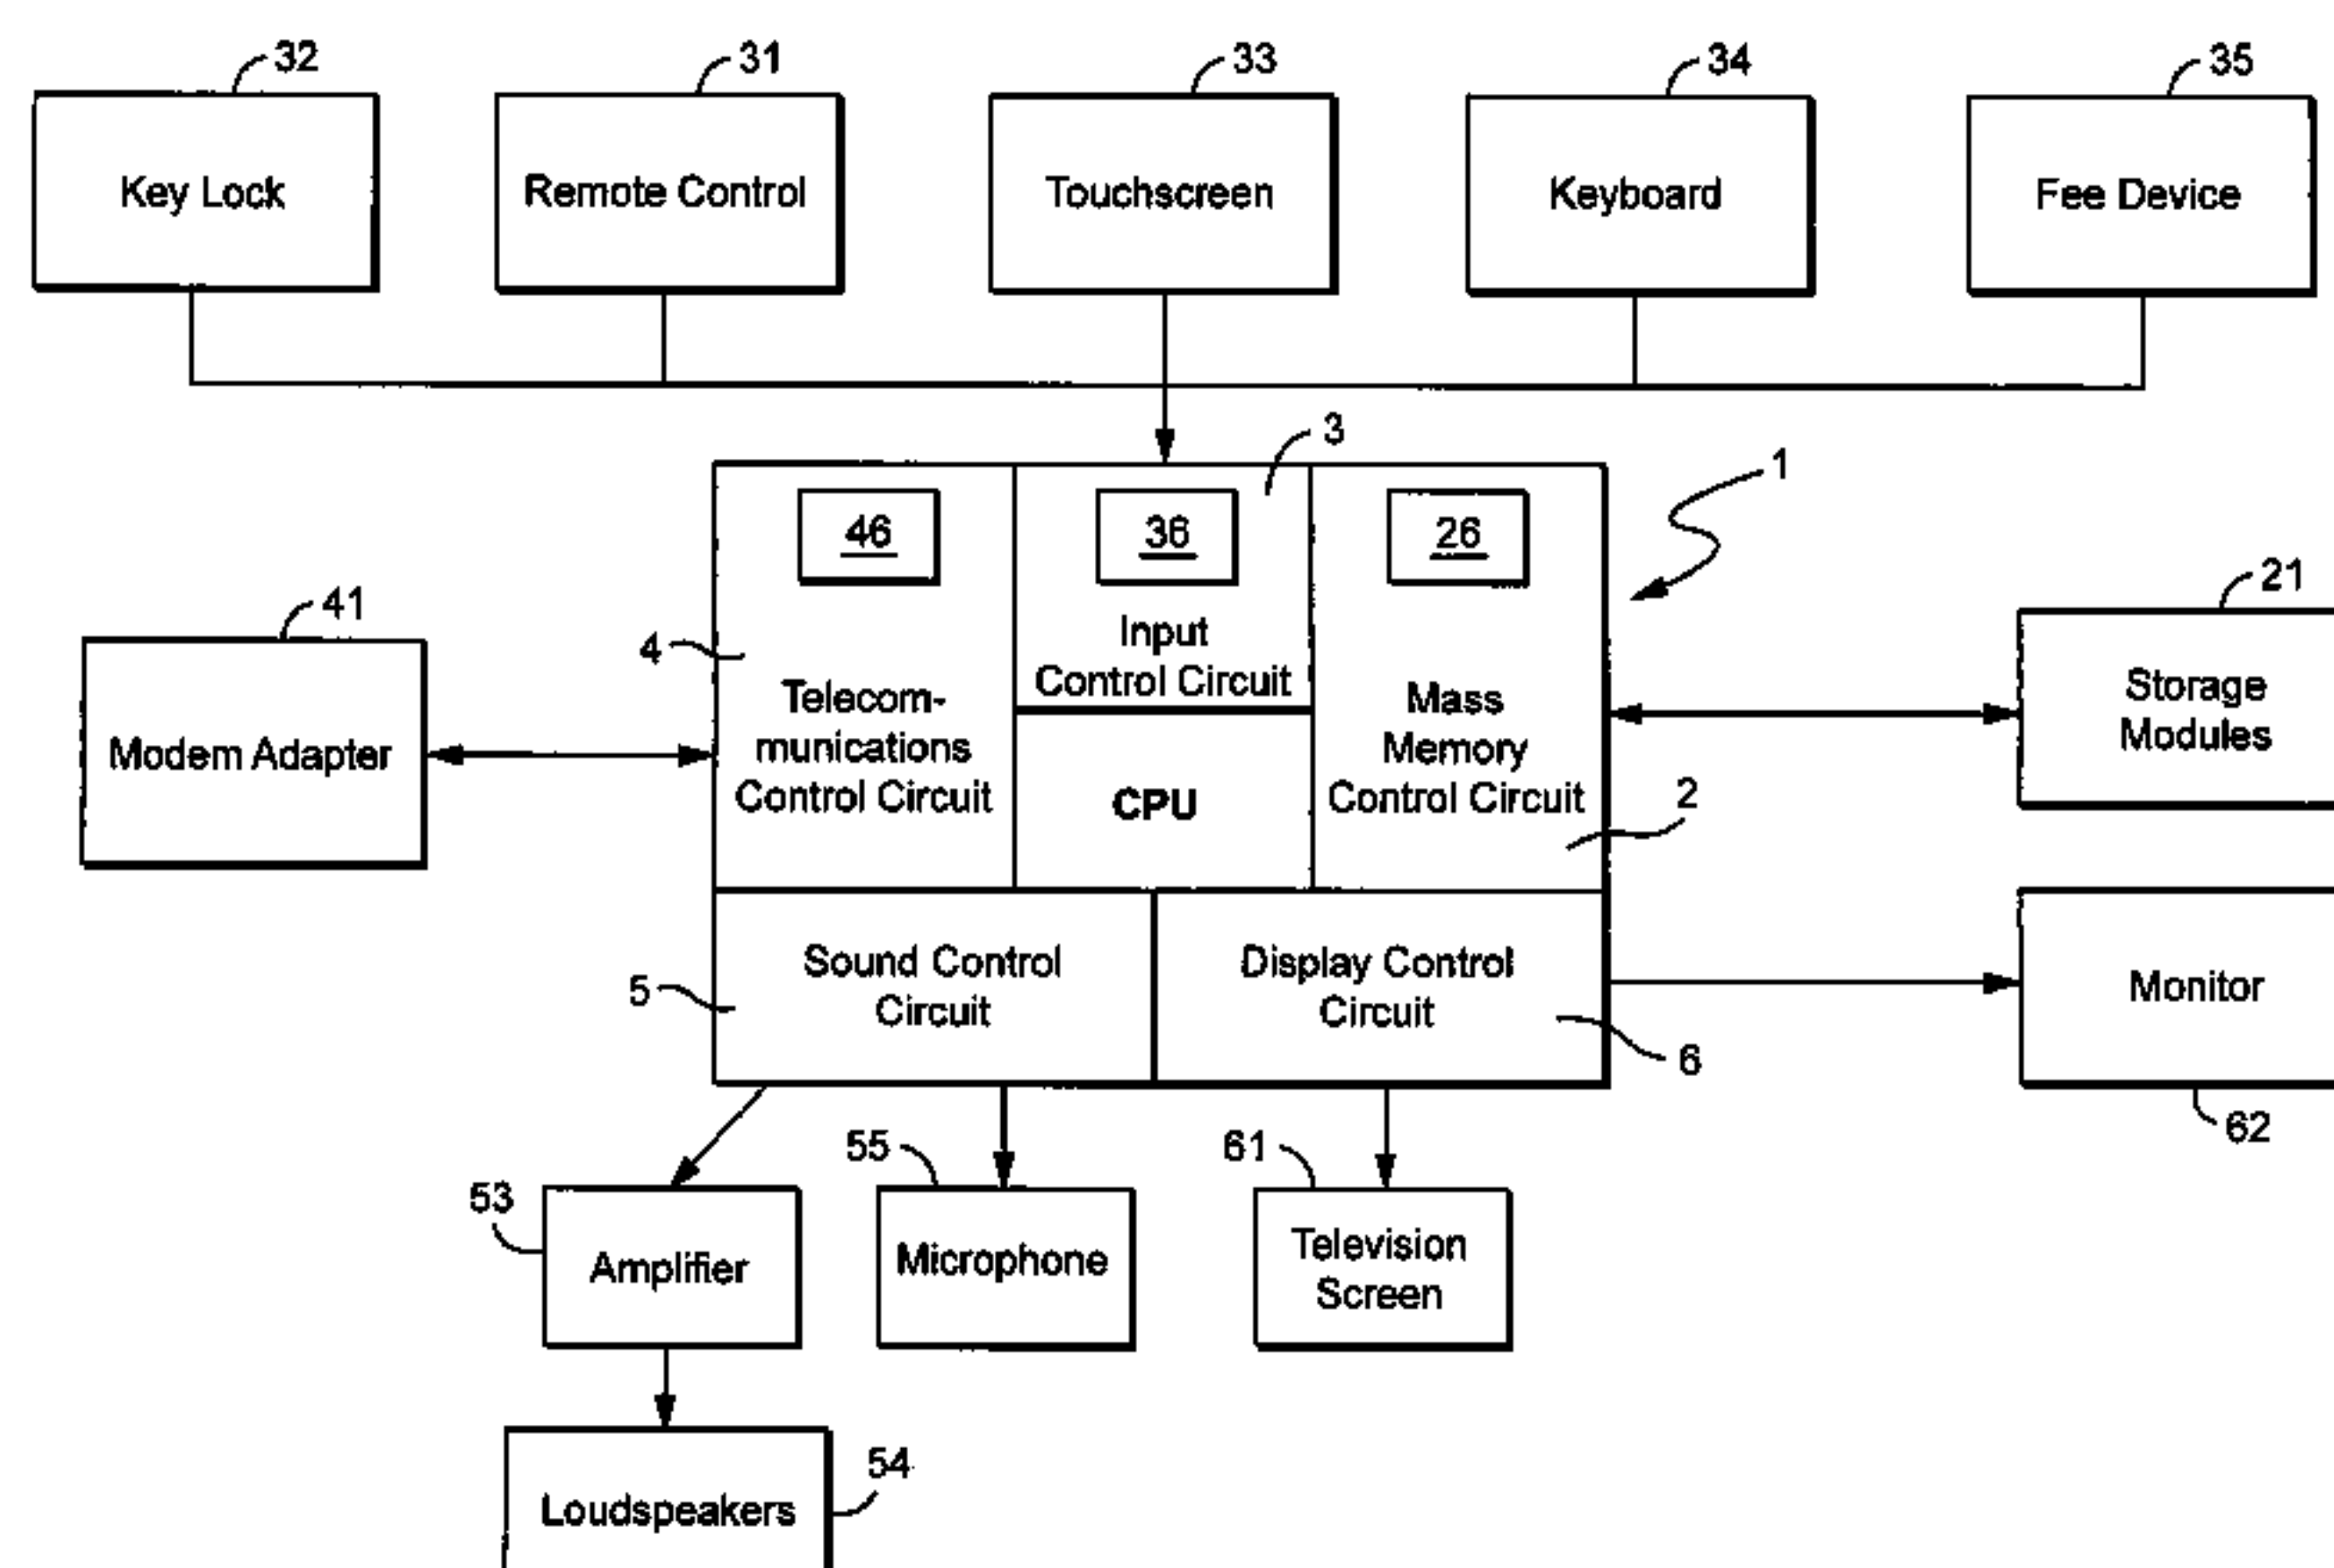 32
31
33
34
35
Key Lock
Remote Control
Touchscreen
Keyboard
Fee Device
3
1
46
36
26
21
41
4
Input
Control Circuit
Telecom-
munications
Control Circuit
Mass
Memory
Control Circuit
Storage
Modules
Modem Adapter
CPU
2
Sound Control
Circuit
Display Control
Circuit
Monitor
5
6
62
55
61
53
Amplifier
Microphone
Television
Screen
54
Loudspeakers